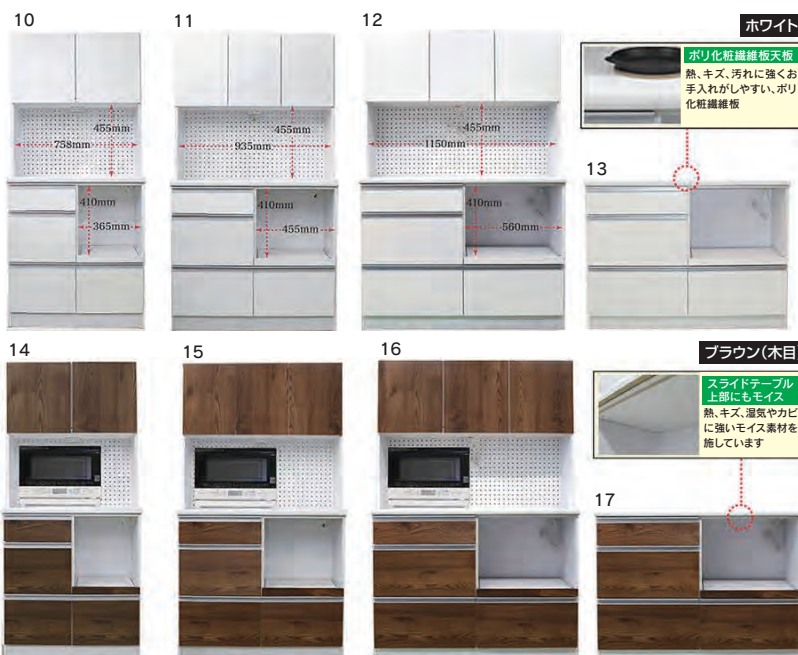 10
11
12
ホワイト
ポリ化粧繊維板天板
熱、キズ、汚れに強くお
手入れがしやすい、ポリ
化粧繊維板
455mm
758mm
455mm
935mm
455mm
1150mm
13
410mm
365mm
410mm
455mm
410mm
560mm
14
15
16
ブラウン(木目
スライドテーブル
上部にもモイス
熱、キズ、湿気やカビ
に強いモイス素材を
施しています
17